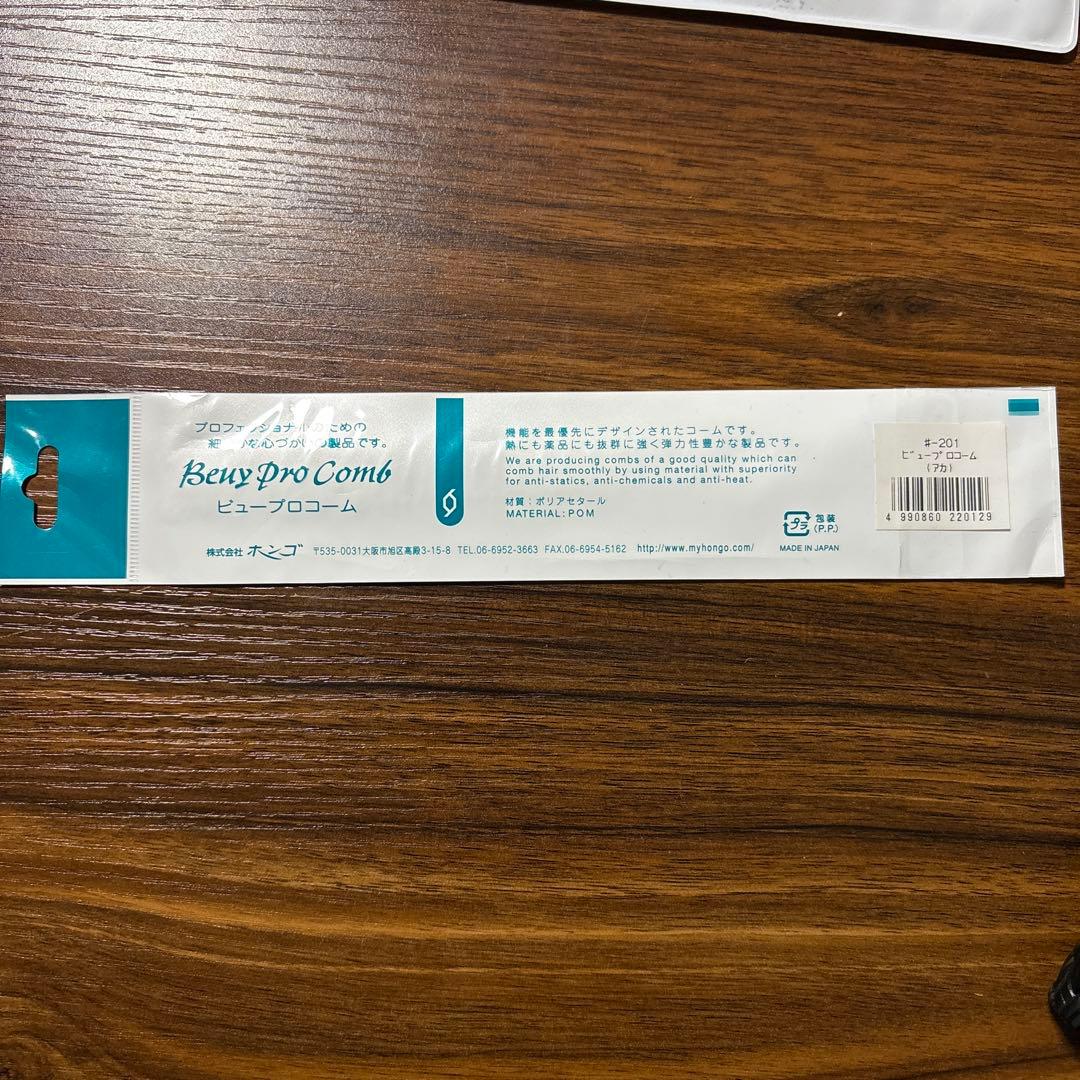 プロフェッショナルのための
細やかな心づかいの製品です。
Beuy Pro Comb
ビュープロコーム
機能を最優先にデザインされたコームです。
熱にも薬品にも抜群に強く弾力性豊かな製品です。
We are producing combs of a good quality which can
comb hair smoothly by using material with superiority
for anti-statics, anti-chemicals and anti-heat.
材質：ポリアセタール
MATERIAL:POM
プラ 包装
(P.P.)
MADE IN JAPAN
株式会社 ホンゴ 〒535-0031大阪市旭区高殿3-15-8 TEL.06-6952-3663 FAX.06-6954-5162 http://www.myhongo.com/
#-201
ﾋﾞｭｰﾌﾟﾛｺｰﾑ
(ｱｶ)
4 990860 220129